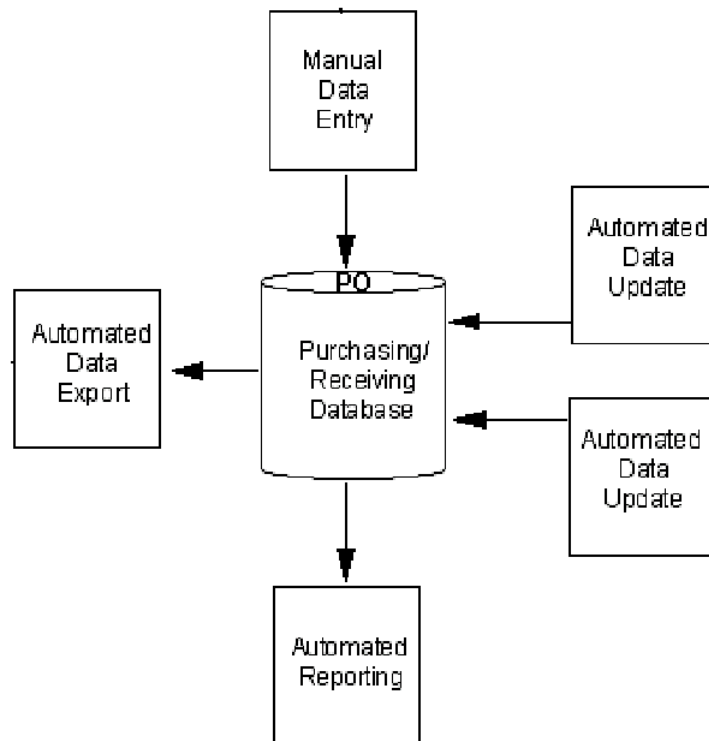 Manual
Data
Entry
Automated
Data
Update
PO
Automated
Data
Export
Purchasing/
Receiving
Database
Automated
Data
Update
Automated
Reporting